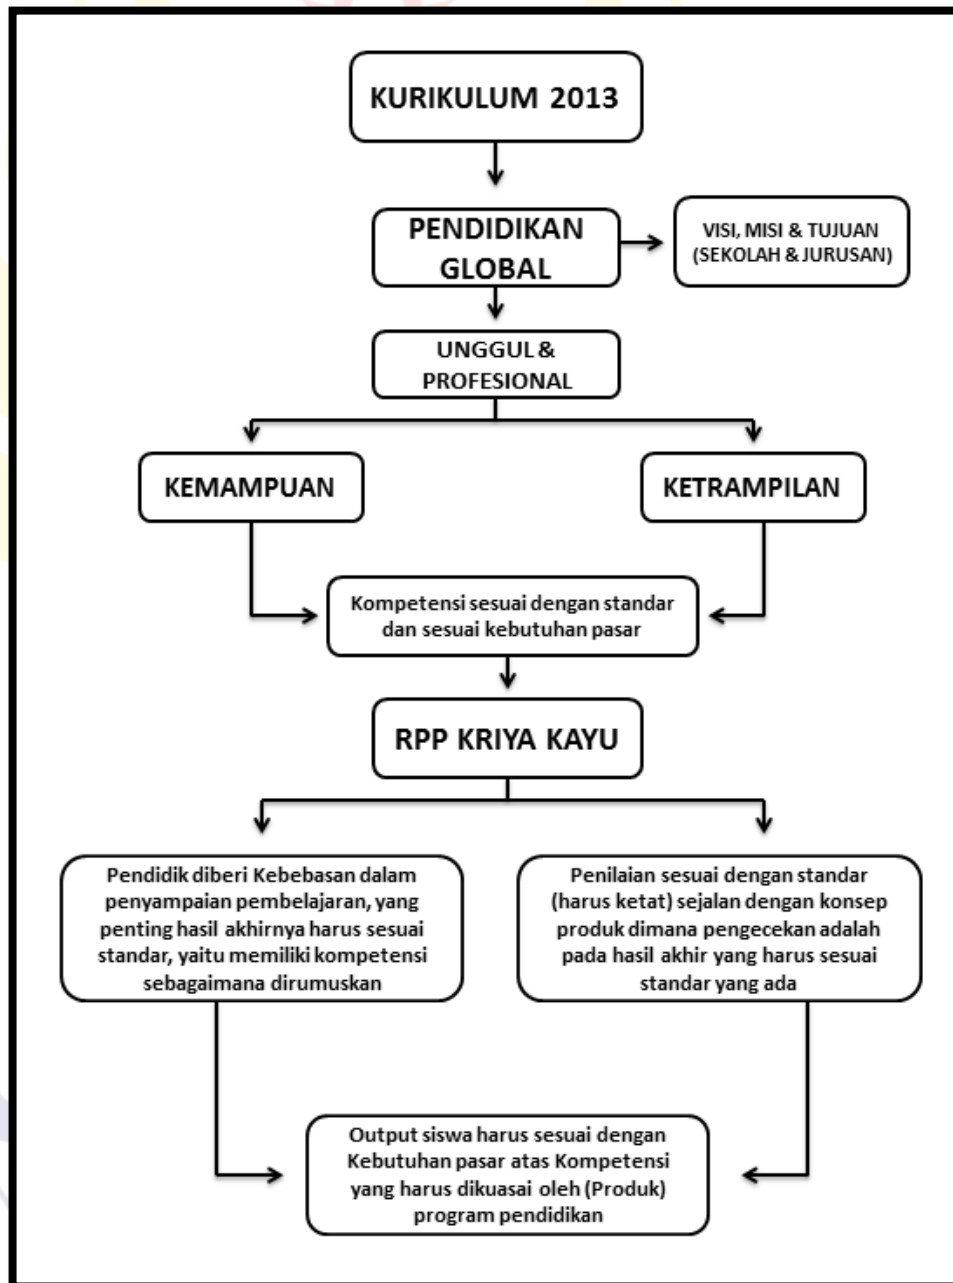 KURIKULUM 2013
PENDIDIKAN
GLOBAL
VISI, MISI & TUJUAN
(SEKOLAH & JURUSAN)
UNGGUL &
PROFESIONAL
KEMAMPUAN
KETRAMPILAN
Kompetensi sesuai dengan standar
dan sesuai kebutuhan pasar
RPP KRIYA KAYU
Pendidik diberi Kebebasan dalam
penyampaian pembelajaran, yang
penting hasil akhirnya harus sesuai
standar, yaitu memiliki kompetensi
sebagaimana dirumuskan
Penilaian sesuai dengan standar
(harus ketat) sejalan dengan konsep
produk dimana pengecekan adalah
pada hasil akhir yang harus sesuai
standar yang ada
Output siswa harus sesuai dengan
Kebutuhan pasar atas Kompetensi
yang harus dikuasai oleh (Produk)
program pendidikan